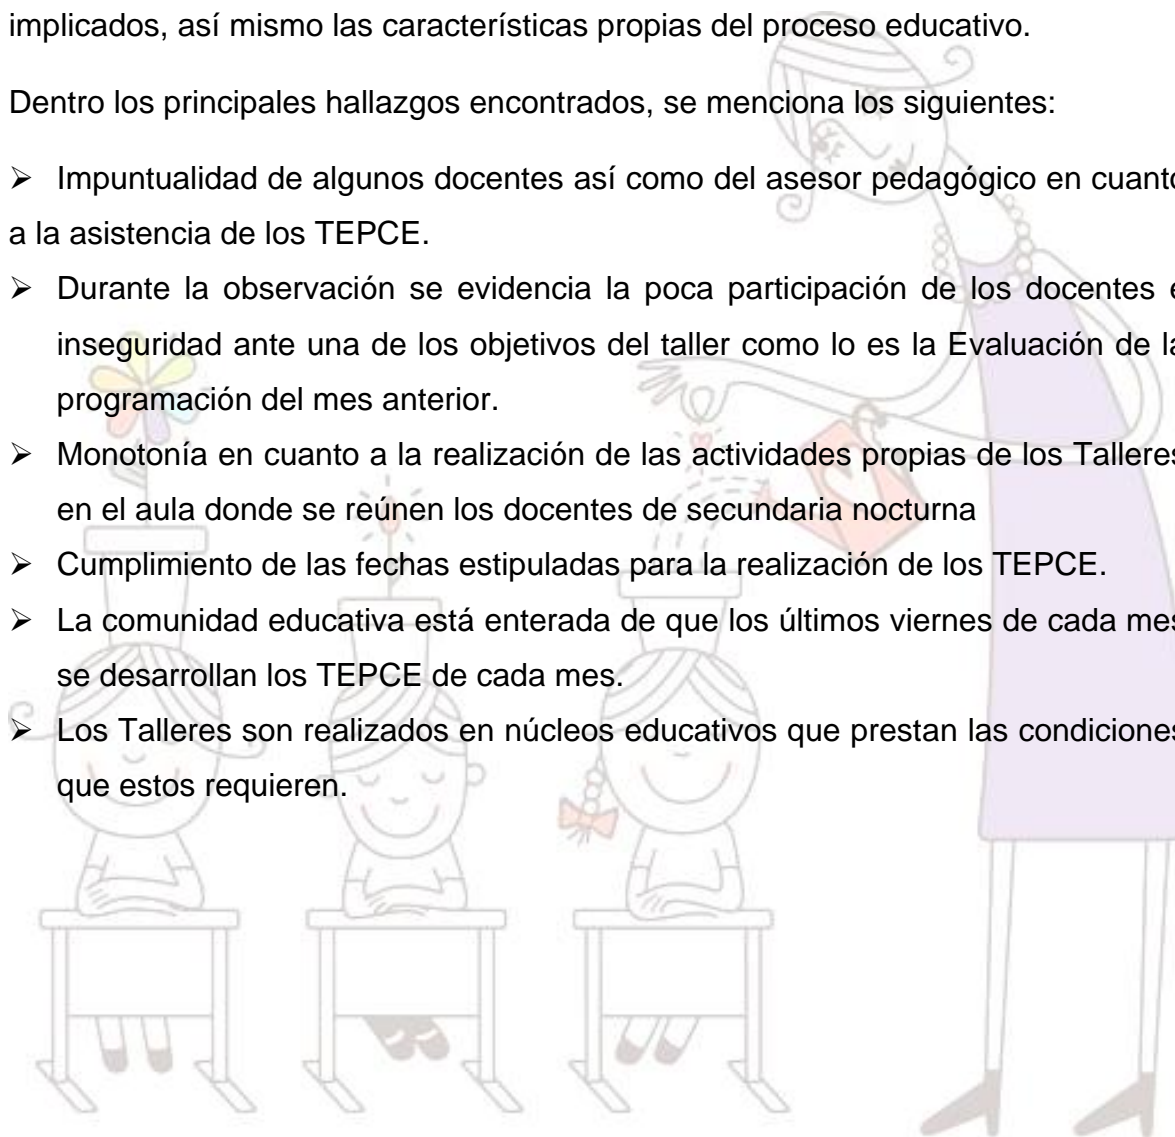 implicados, así mismo las características propias del proceso educativo.
Dentro los principales hallazgos encontrados, se menciona los siguientes:
➢ Impuntualidad de algunos docentes así como del asesor pedagógico en cuanto
a la asistencia de los TEPCE.
➢ Durante la observación se evidencia la poca participación de los docentes e
inseguridad ante una de los objetivos del taller como lo es la Evaluación de la
programación del mes anterior.
➢ Monotonía en cuanto a la realización de las actividades propias de los Talleres
en el aula donde se reúnen los docentes de secundaria nocturna
➢ Cumplimiento de las fechas estipuladas para la realización de los TEPCE.
➢ La comunidad educativa está enterada de que los últimos viernes de cada mes
se desarrollan los TEPCE de cada mes.
➢ Los Talleres son realizados en núcleos educativos que prestan las condiciones
que estos requieren.